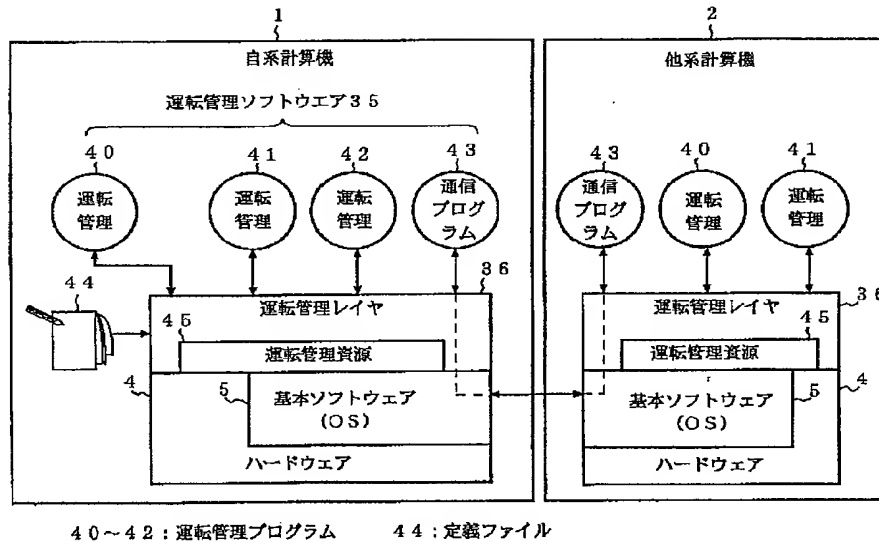 1
2
自系計算機
他系計算機
運転管理ソフトウエア35
40
41
42
43
運転
管理
運転
管理
運転
管理
通信
プログ
ラム
43
40
41
通信
プログ
ラム
運転
管理
運転
管理
44
36
運転管理レイヤ
45
運転管理資源
4
5
基本ソフトウェア
(OS)
ハードウェア
36
運転管理レイヤ
45
運転管理資源
4
5
基本ソフトウェア
(OS)
ハードウェア
40～42:運転管理プログラム 44:定義ファイル